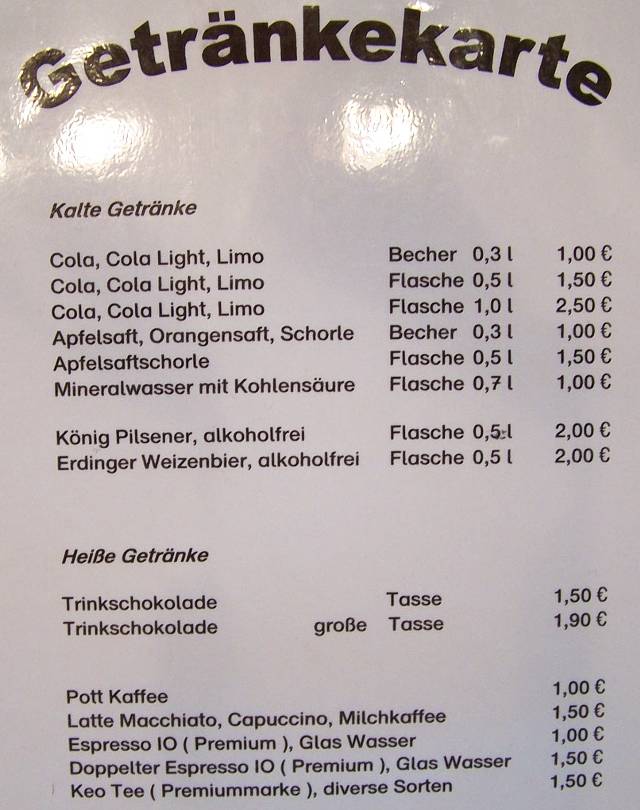 Getränkekarte
Kalte Getränke
Cola, Cola Light, Limo Becher 0,3 l 1,00 €
Cola, Cola Light, Limo Flasche 0,5 l 1,50 €
Cola, Cola Light, Limo Flasche 1,0 l 2,50 €
Apfelsaft, Orangensaft, Schorle Becher 0,3 l 1,00 €
Apfelsaftschorle Flasche 0,5 l 1,50 €
Mineralwasser mit Kohlensäure Flasche 0,7 l 1,00 €
König Pilsener, alkoholfrei Flasche 0,5 l 2,00 €
Erdinger Weizenbier, alkoholfrei Flasche 0,5 l 2,00 €
Heiße Getränke
Trinkschokolade Tasse 1,50 €
Trinkschokolade große Tasse 1,90 €
Pott Kaffee 1,00 €
Latte Macchiato, Capuccino, Milchkaffee 1,50 €
Espresso IO ( Premium ), Glas Wasser 1,00 €
Doppelter Espresso IO ( Premium ), Glas Wasser 1,50 €
Keo Tee ( Premiummarke ), diverse Sorten 1,50 €